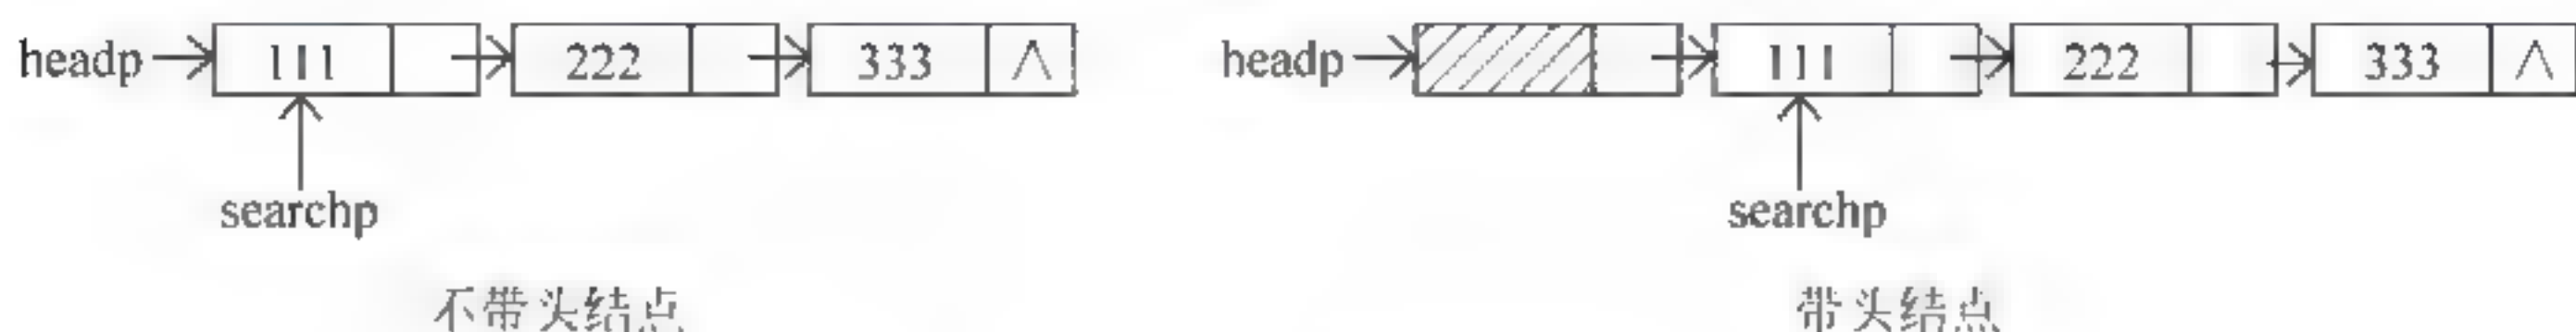 headp 111 222 333 ∧ headp 111 222 333 ∧
searchp searchp
不带头结点 带头结点